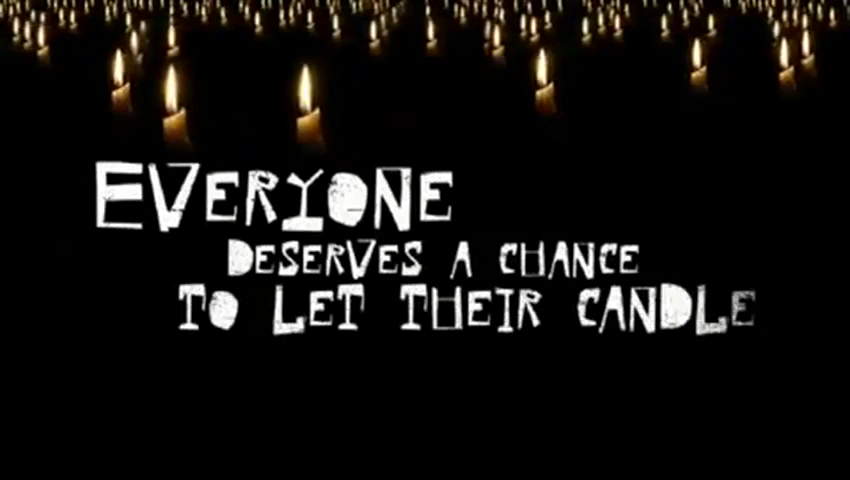 EVERYONE
DESERVES A CHANCE
TO LET THEIR CANDLE